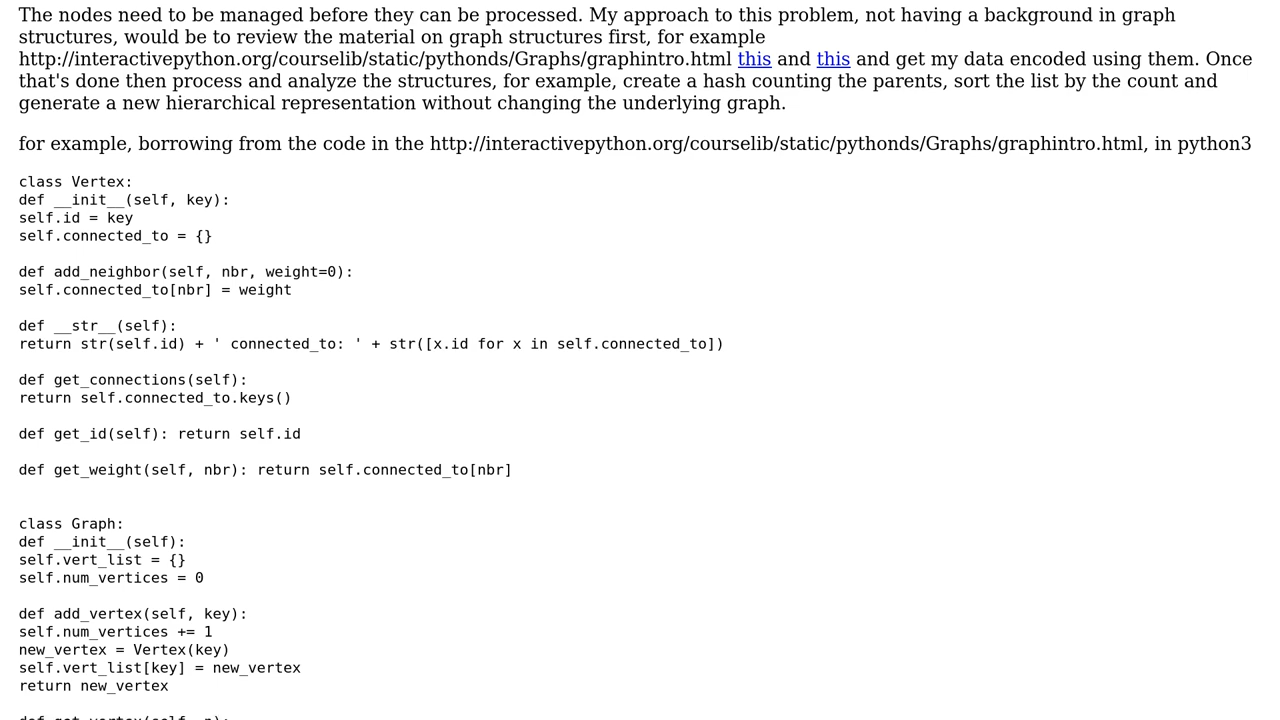 The nodes need to be managed before they can be processed. My approach to this problem, not having a background in graph
structures, would be to review the material on graph structures first, for example
http://interactivepython.org/courselib/static/pythonds/Graphs/graphintro.html this and this and get my data encoded using them. Once
that's done then process and analyze the structures, for example, create a hash counting the parents, sort the list by the count and
generate a new hierarchical representation without changing the underlying graph.
for example, borrowing from the code in the http://interactivepython.org/courselib/static/pythonds/Graphs/graphintro.html, in python3
class Vertex:
def __init__(self, key):
self.id = key
self.connected_to = {}
def add_neighbor(self, nbr, weight=0):
self.connected_to[nbr] = weight
def __str__(self):
return str(self.id) + ' connected_to: ' + str([x.id for x in self.connected_to])
def get_connections(self):
return self.connected_to.keys()
def get_id(self): return self.id
def get_weight(self, nbr): return self.connected_to[nbr]
class Graph:
def __init__(self):
self.vert_list = {}
self.num_vertices = 0
def add_vertex(self, key):
self.num_vertices += 1
new_vertex = Vertex(key)
self.vert_list[key] = new_vertex
return new_vertex
def get_vertex(self, n):